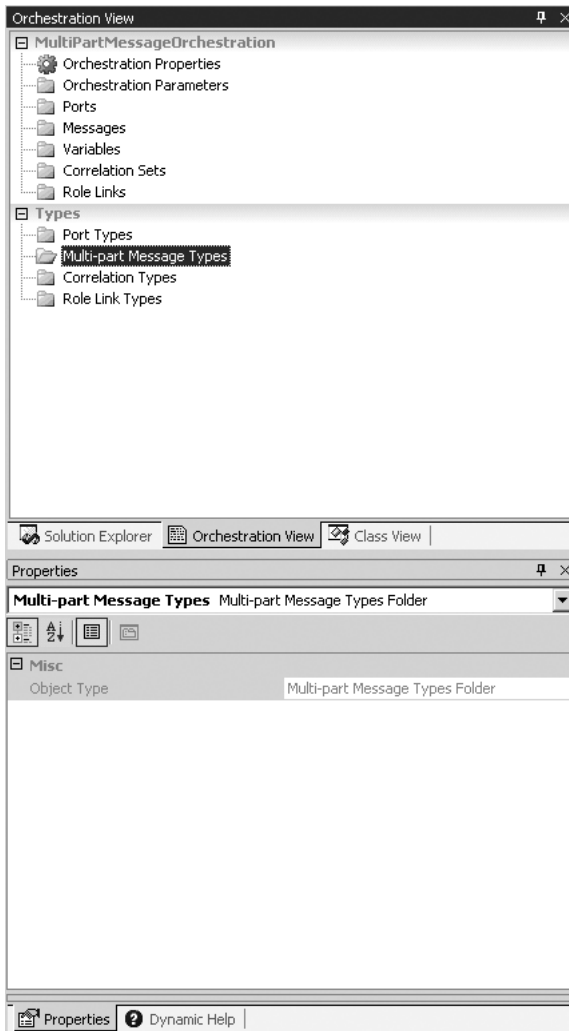 Orchestration View
MultiPartMessageOrchestration
Orchestration Properties
Orchestration Parameters
Ports
Messages
Variables
Correlation Sets
Role Links
Types
Port Types
Multi-part Message Types
Correlation Types
Role Link Types
Solution Explorer Orchestration View Class View
Properties
Multi-part Message Types Multi-part Message Types Folder
Misc
Object Type Multi-part Message Types Folder
Properties Dynamic Help